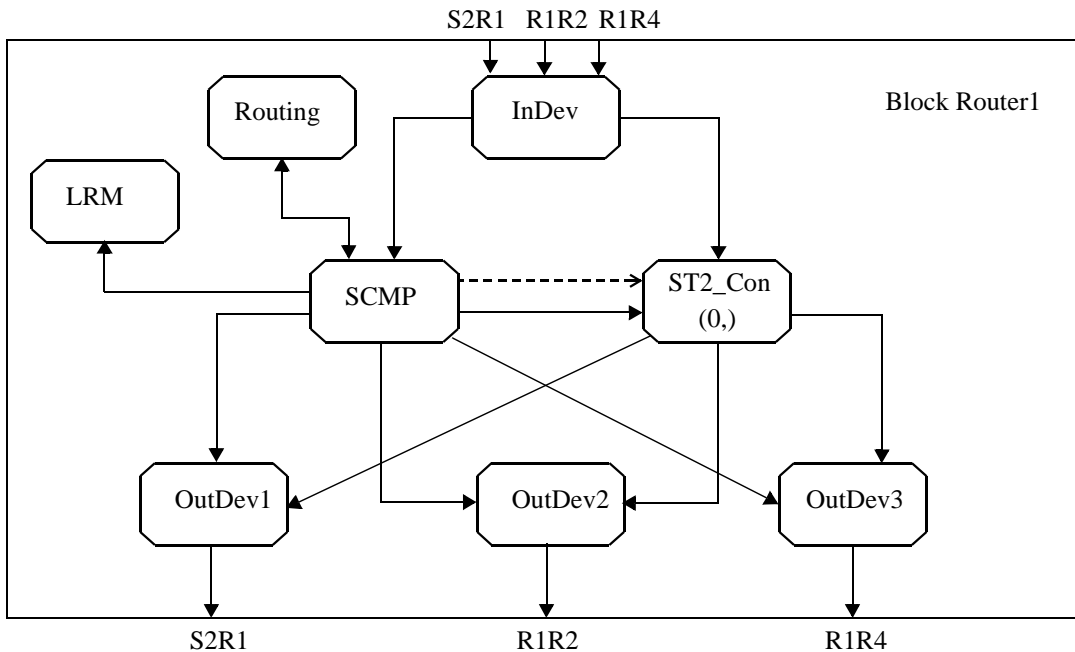 S2R1 R1R2 R1R4
Block Router1
InDev
Routing
LRM
SCMP
ST2_Con
(0,)
OutDev1
OutDev2
OutDev3
S2R1
R1R2
R1R4